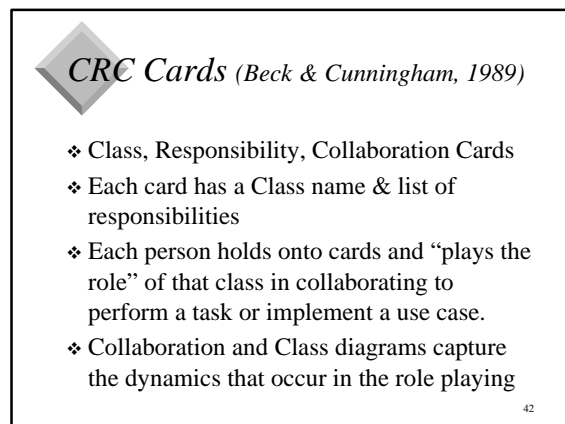 CRC Cards (Beck & Cunningham, 1989)
❖ Class, Responsibility, Collaboration Cards
❖ Each card has a Class name & list of
responsibilities
❖ Each person holds onto cards and “plays the
role” of that class in collaborating to
perform a task or implement a use case.
❖ Collaboration and Class diagrams capture
the dynamics that occur in the role playing
42